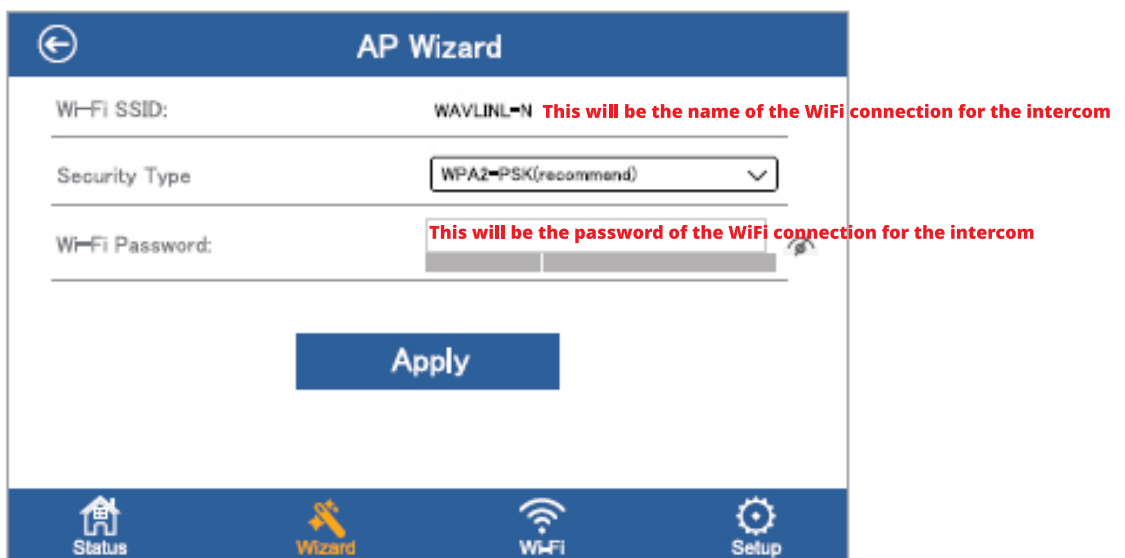 AP Wizard
Wi-Fi SSID: WAVLINL-N This will be the name of the WiFi connection for the intercom
Security Type WPA2-PSK(recommend)
Wi-Fi Password: This will be the password of the WiFi connection for the intercom
Apply
Status Wizard Wi-Fi Setup